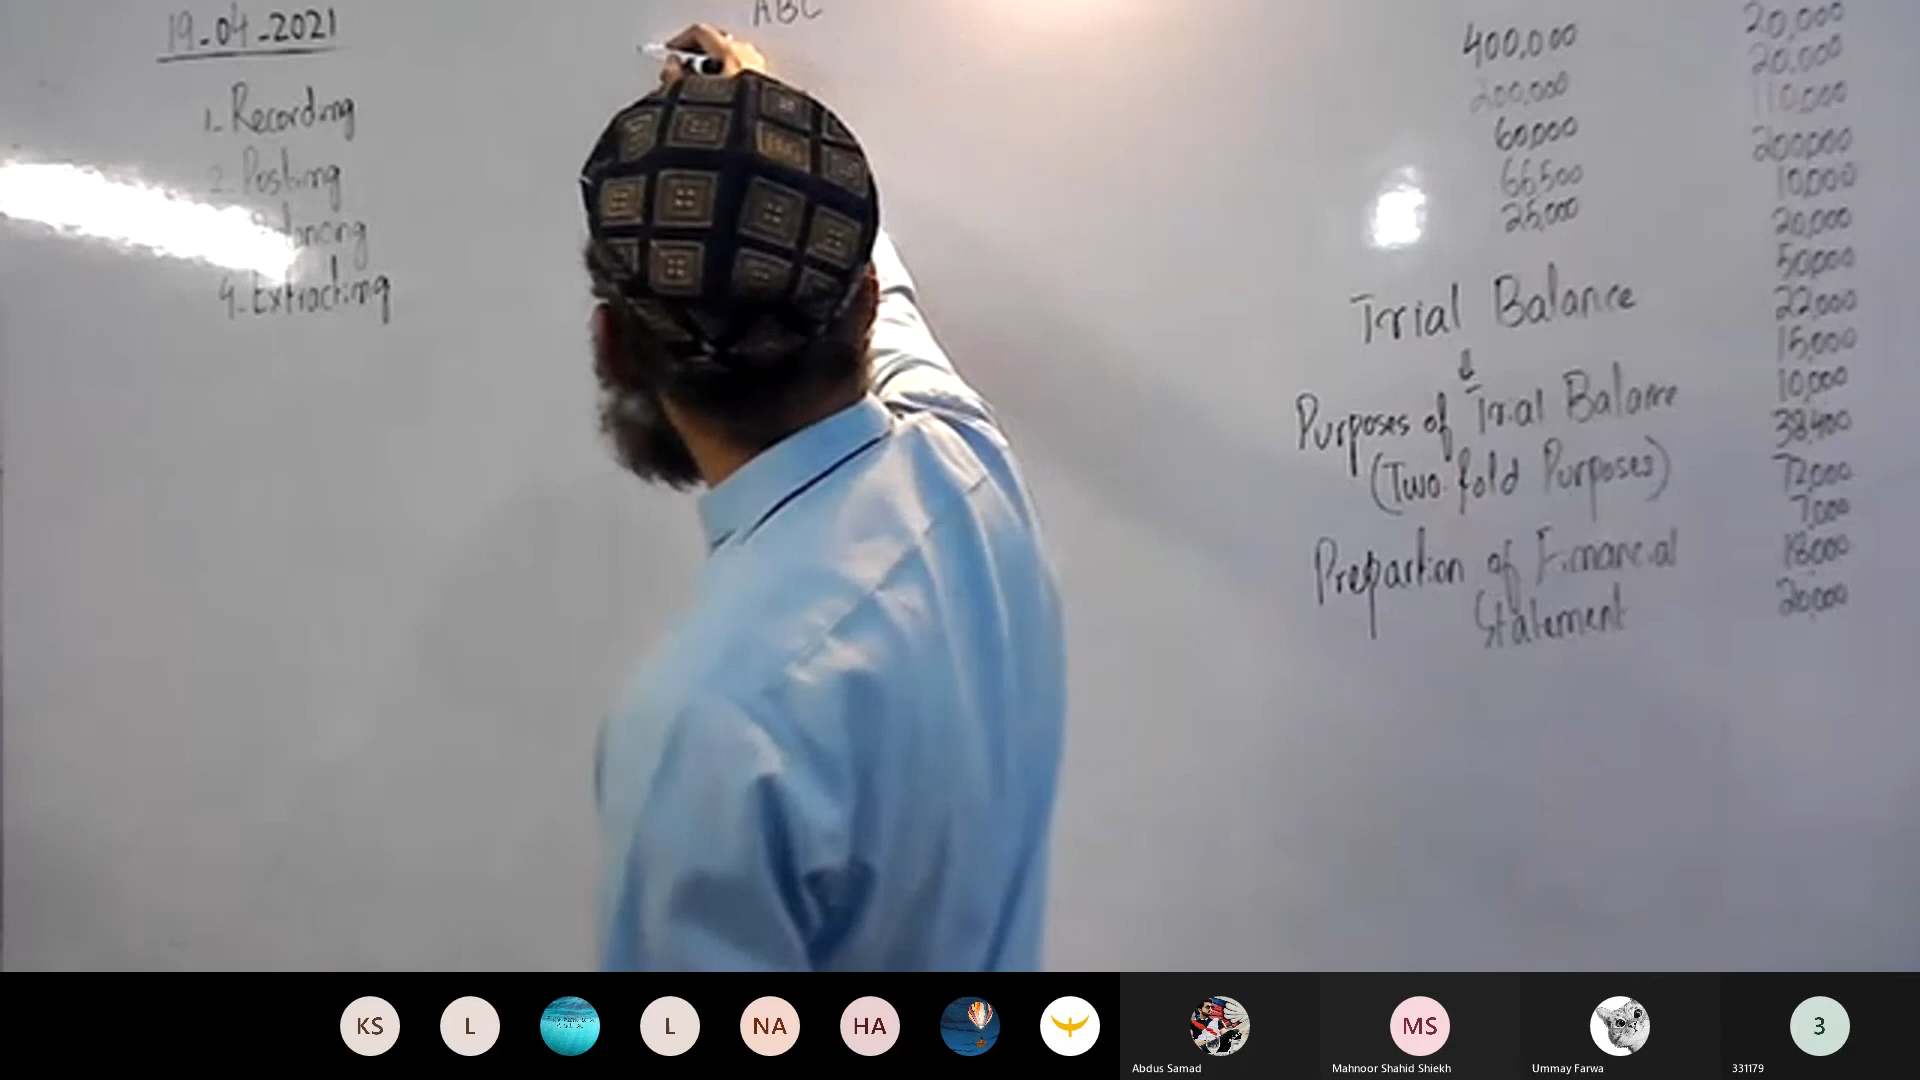 19-04-2021
1. Recording
2. Posting
4. Extracting
ABC
400,000
200,000
60,000
66,500
25,000
Trial Balance
Purposes of Trial Balance
(Two fold Purposes)
Prepartion of Financial
Statement
20,000
20,000
110,000
200,000
10,000
20,000
50,000
22,000
15,000
10,000
38,400
72,000
7,000
18,000
20,000
KS
L
L
NA
HA
MS
3
Abdus Samad
Mahnoor Shahid Shiekh
Ummay Farwa
331179